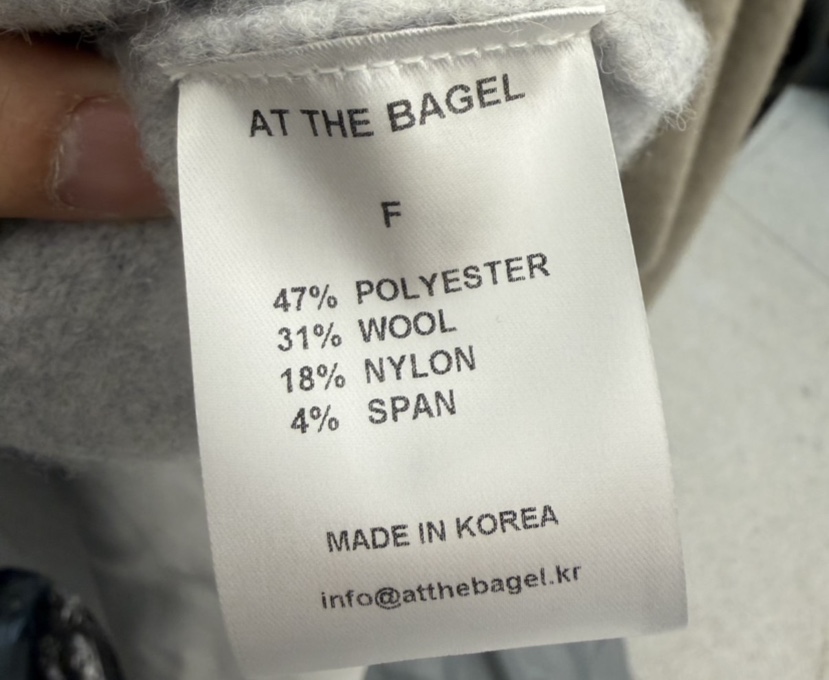 AT THE BAGEL
F
47% POLYESTER
31% WOOL
18% NYLON
4% SPAN
MADE IN KOREA
info@atthebagel.kr